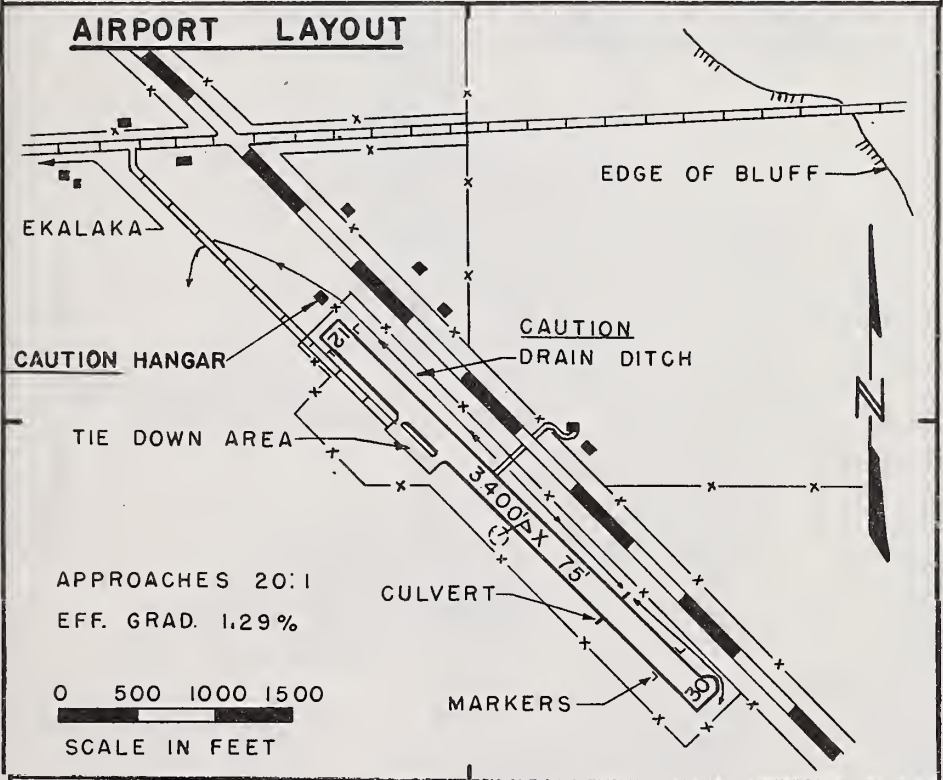 AIRPORT LAYOUT
EDGE OF BLUFF
EKALAKA
CAUTION
DRAIN DITCH
CAUTION HANGAR
12
TIE DOWN AREA
3400' X 75'
APPROACHES 20:1
EFF. GRAD. 1.29%
CULVERT
MARKERS
30
N
0 500 1000 1500
SCALE IN FEET